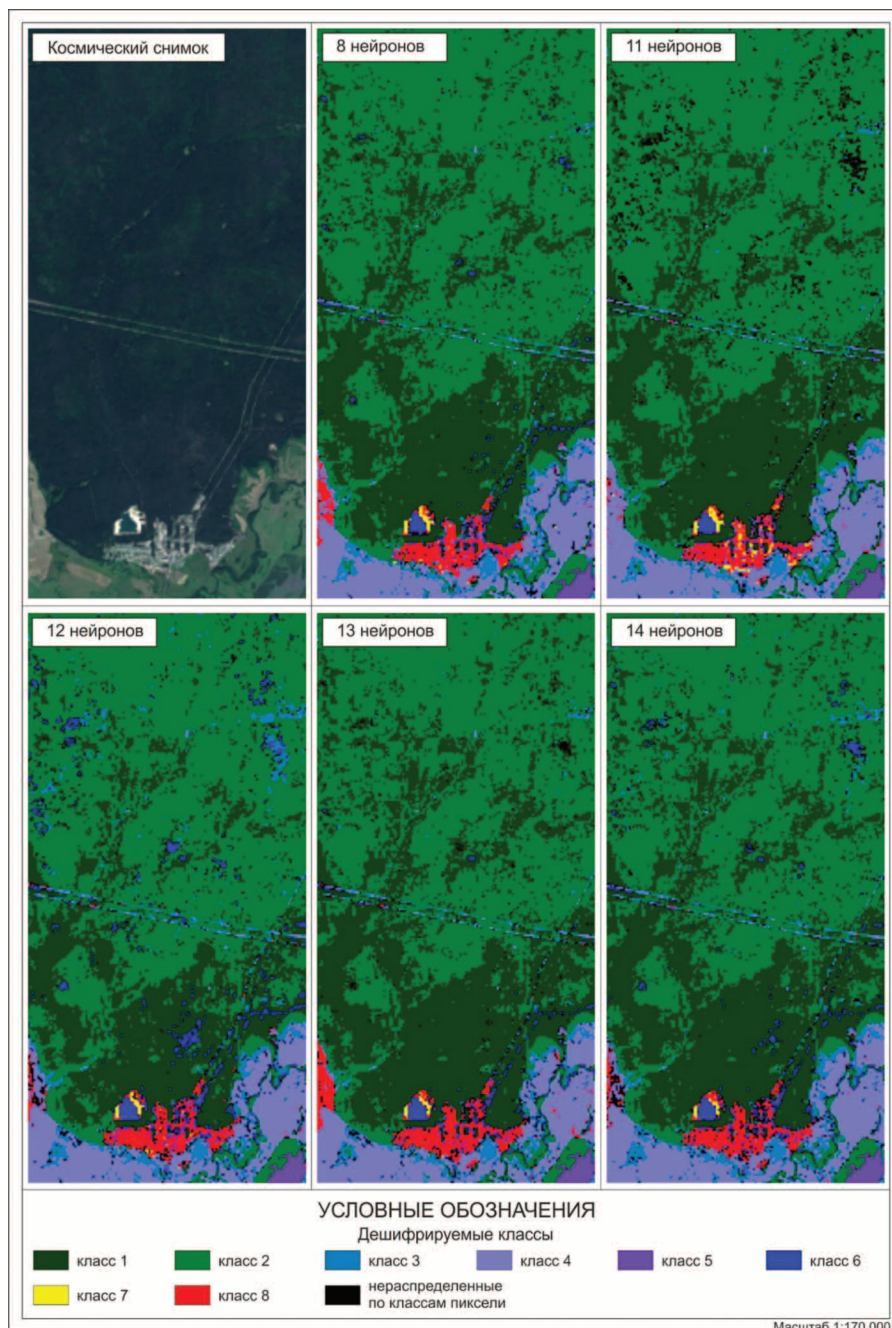 Космический снимок
8 нейронов
11 нейронов
12 нейронов
13 нейронов
14 нейронов
УСЛОВНЫЕ ОБОЗНАЧЕНИЯ
Дешифрируемые классы
класс 1
класс 2
класс 3
класс 4
класс 5
класс 6
класс 7
класс 8
нераспределенные
по классам пиксели
Масштаб 1:170 000